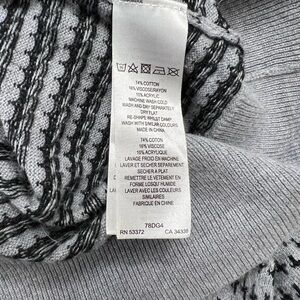 74% COTTON
16% VISCOSE/RAYON
10% ACRYLIC
MACHINE WASH COLD
WASH AND DRY SEPARATELY
DRY FLAT
RE-SHAPE WHILST DAMP
WASH WITH SIMILAR COLOURS
MADE IN CHINA
74% COTON
16% VISCOSE
10% ACRYLIQUE
LAVAGE FROID EN MACHINE
LAVER ET SECHER SEPAREMENT
SECHER A PLAT
REMETTRE LE VETEMENT EN
FORME LOSQU' HUMIDE
LAVER AVEC LES COULEURS
SIMILAIRES
FABRIQUE EN CHINE
78DG4
RN 53372 CA